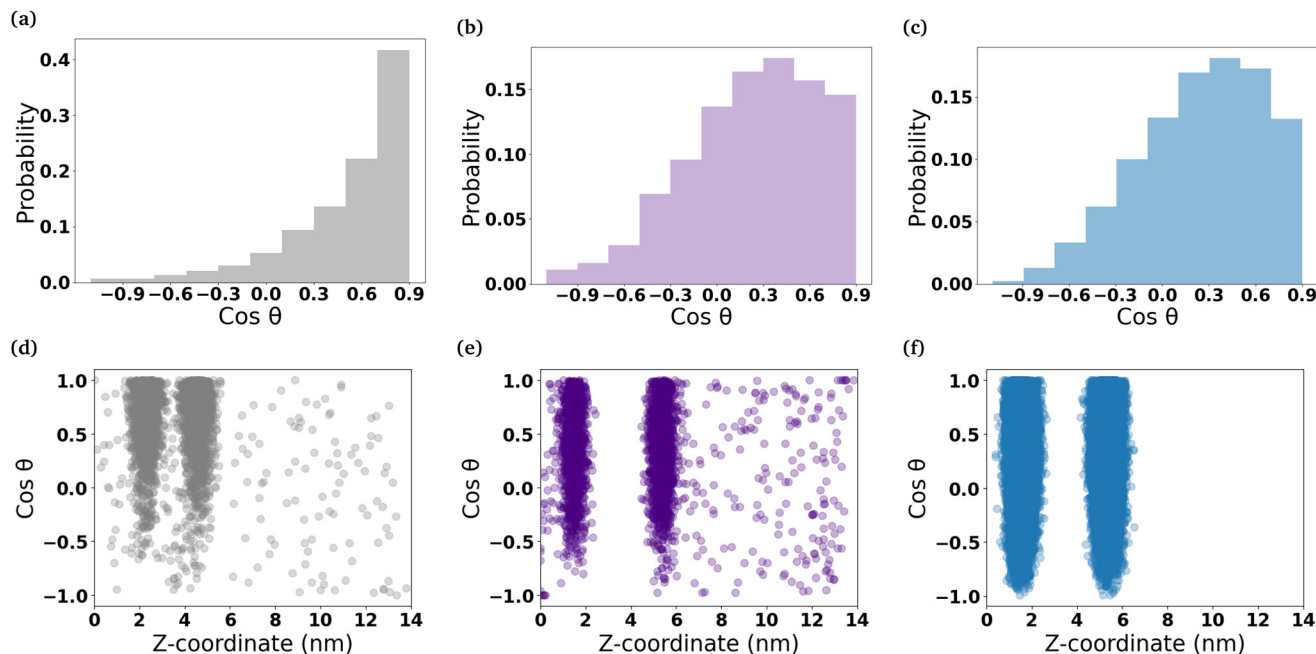 (a)
0.4
0.3
0.2
0.1
0.0
Probability
−0.9 −0.6 −0.3 0.0 0.3 0.6 0.9
Cos θ
(b)
0.15
0.10
0.05
0.00
Probability
−0.9 −0.6 −0.3 0.0 0.3 0.6 0.9
Cos θ
(c)
0.15
0.10
0.05
0.00
Probability
−0.9 −0.6 −0.3 0.0 0.3 0.6 0.9
Cos θ
(d)
1.0
0.5
0.0
−0.5
−1.0
Cos θ
0 2 4 6 8 10 12 14
Z-coordinate (nm)
(e)
1.0
0.5
0.0
−0.5
−1.0
Cos θ
0 2 4 6 8 10 12 14
Z-coordinate (nm)
(f)
1.0
0.5
0.0
−0.5
−1.0
Cos θ
0 2 4 6 8 10 12 14
Z-coordinate (nm)